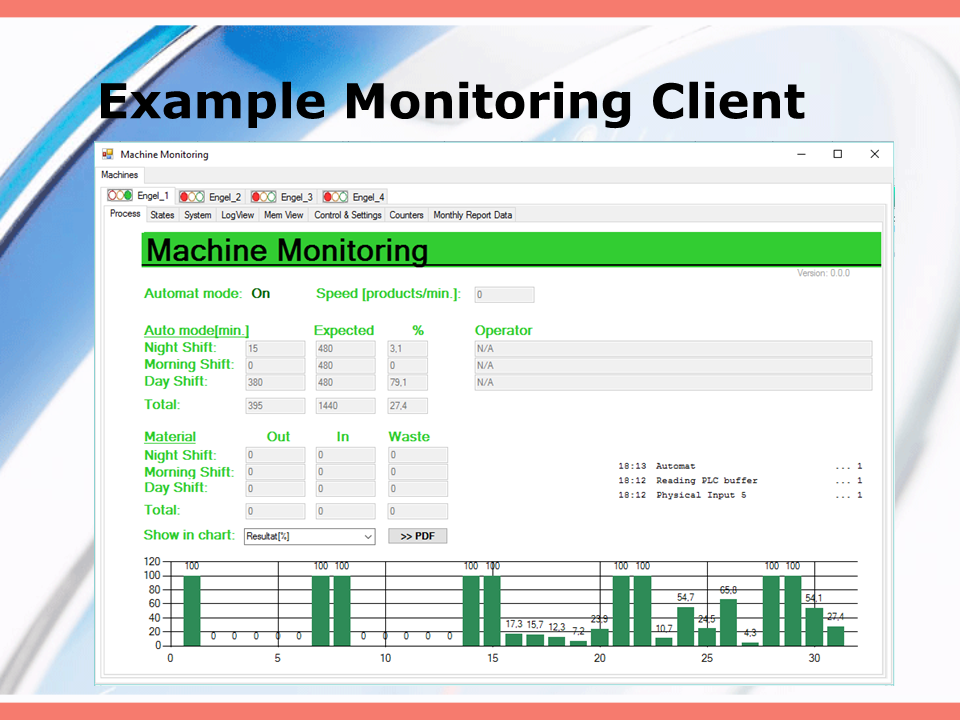 Example Monitoring Client
Machine Monitoring
Machines
Engel_1 Engel_2 Engel_3 Engel_4
Process States System LogView Mem View Control & Settings Counters Monthly Report Data
Machine Monitoring
Version: 0.0.0
Automat mode: On Speed [products/min.]: 0
Auto mode[min.] Expected % Operator
Night Shift: 15 480 3,1 N/A
Morning Shift: 0 480 0 N/A
Day Shift: 380 480 79,1 N/A
Total: 395 1440 27,4
Material Out In Waste
Night Shift: 0 0 0
Morning Shift: 0 0 0
Day Shift: 0 0 0
Total: 0 0 0
18:13 Automat ... 1
18:12 Reading PLC buffer ... 1
18:12 Physical Input 5 ... 1
Show in chart: Resultat[%] >> PDF
120
100
80
60
40
20
0
100 0 0 0 0 0 100 100 0 0 0 0 0 100 100 17,3 15,7 12,3 7,2 23,9 100 100 10,7 54,7 24,5 65,8 4,3 100 100 54,1 27,4
0 5 10 15 20 25 30